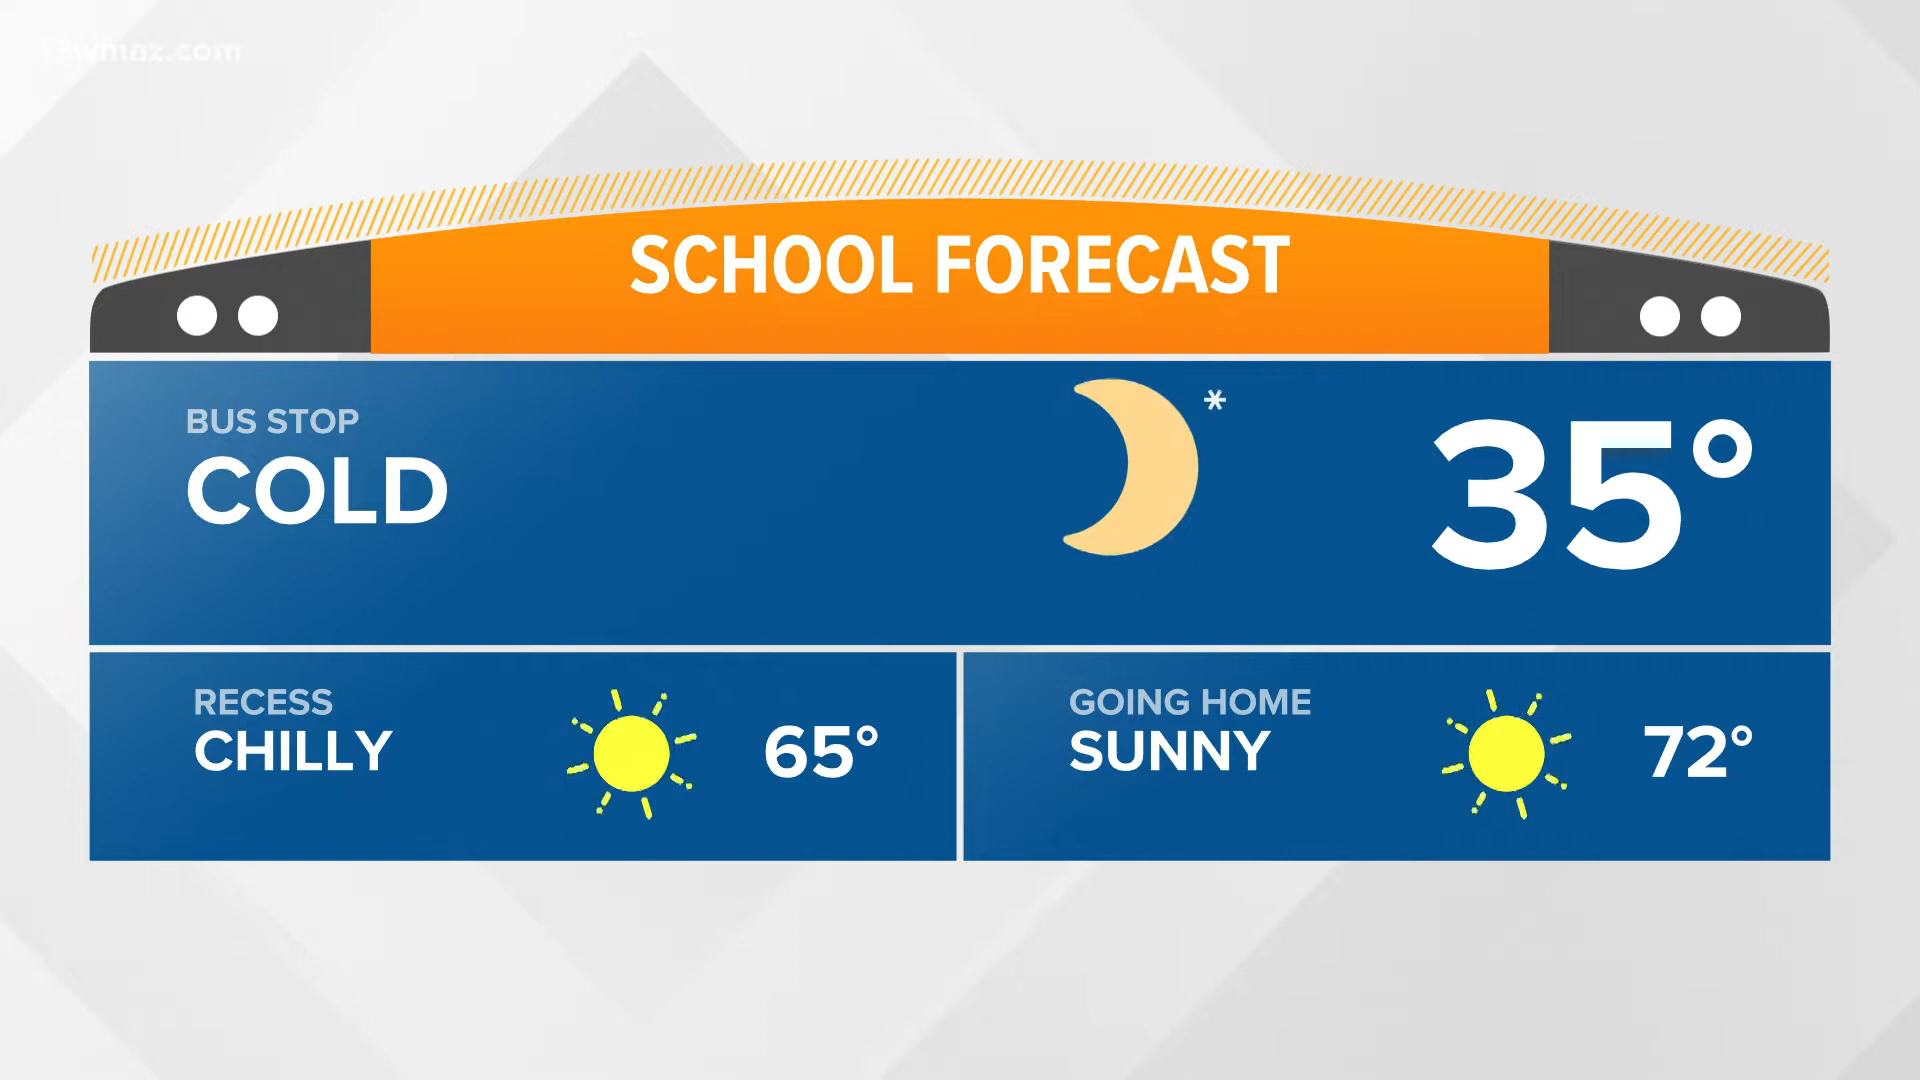 13wmaz.com
SCHOOL FORECAST
BUS STOP
COLD
35°
RECESS
CHILLY
65°
GOING HOME
SUNNY
72°